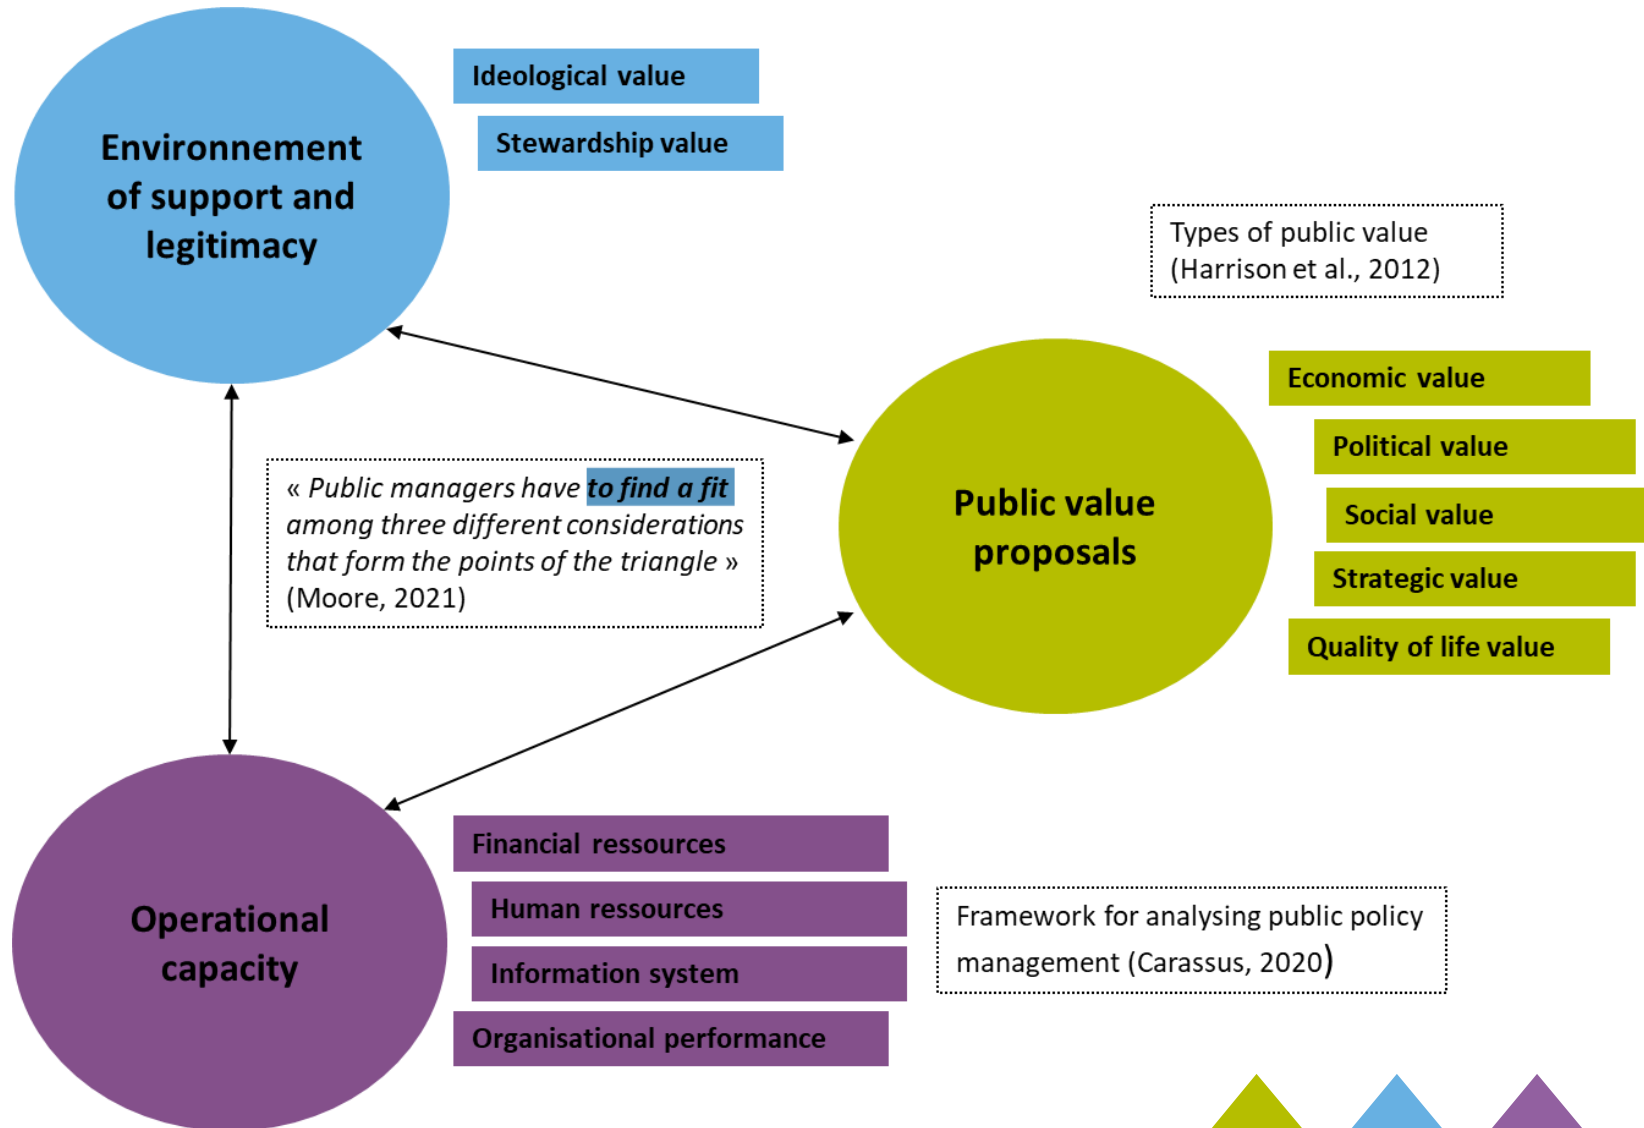 Environnement
of support and
legitimacy
Ideological value
Stewardship value
Types of public value
(Harrison et al., 2012)
Economic value
Political value
Social value
Strategic value
Quality of life value
Public value
proposals
« Public managers have to find a fit
among three different considerations
that form the points of the triangle »
(Moore, 2021)
Operational
capacity
Financial ressources
Human ressources
Information system
Organisational performance
Framework for analysing public policy
management (Carassus, 2020)